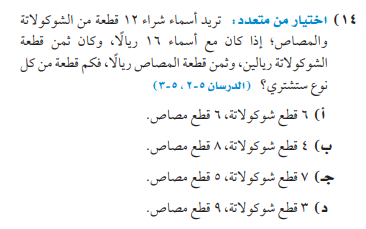 ١٤) اختيار من متعدد: تريد أسماء شراء ١٢ قطعة من الشوكولاتة
والمصاص؛ إذا كان مع أسماء ١٦ ريالًا، وكان ثمن قطعة
الشوكولاتة ريالين، وثمن قطعة المصاص ريالًا، فكم قطعة من كل
نوع ستشتري؟ (الدرسان ٥-٢، ٥-٣)
أ) ٦ قطع شوكولاتة، ٦ قطع مصاص.
ب) ٤ قطع شوكولاتة، ٨ قطع مصاص.
جـ) ٧ قطع شوكولاتة، ٥ قطع مصاص.
د) ٣ قطع شوكولاتة، ٩ قطع مصاص.